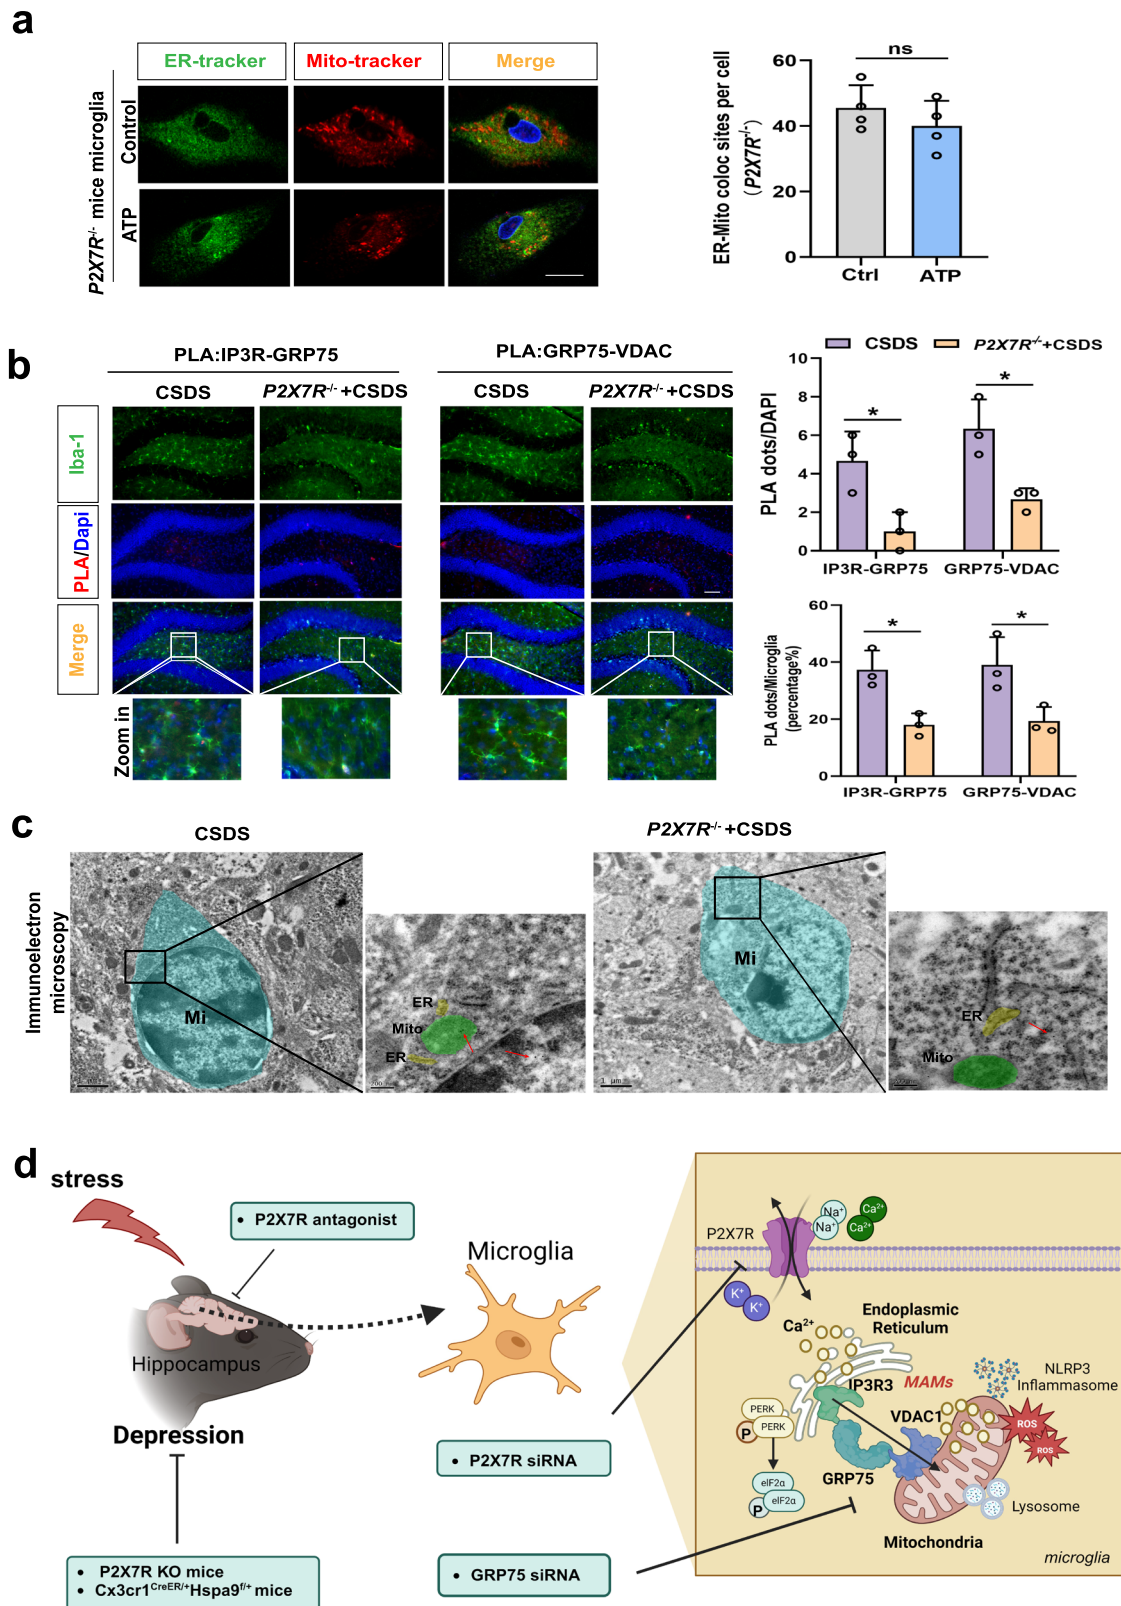 a
ER-tracker
Mito-tracker
Merge
P2X7R-/- mice microglia
Control
ATP
ER-Mito coloc sites per cell
(P2X7R-/-)
60
40
20
0
ns
Ctrl
ATP
b
PLA:IP3R-GRP75
PLA:GRP75-VDAC
CSDS
P2X7R-/-+CSDS
CSDS
P2X7R-/-+CSDS
Iba-1
PLA/Dapi
Merge
Zoom in
CSDS
P2X7R-/-+CSDS
PLA dots/DAPI
10
8
6
4
2
0
*
*
IP3R-GRP75
GRP75-VDAC
PLA dots/Microglia
(percentage%)
60
40
20
0
*
*
IP3R-GRP75
GRP75-VDAC
c
CSDS
P2X7R-/-+CSDS
Immunoelectron
microscopy
Mi
ER
Mito
ER
Mi
1 μm
ER
Mito
d
stress
P2X7R antagonist
Hippocampus
Depression
• P2X7R KO mice
• Cx3cr1CreER/+Hspa9f/+ mice
Microglia
• P2X7R siRNA
• GRP75 siRNA
P2X7R
Na+
Na+
Ca2+
Ca2+
K+
K+
Ca2+
Endoplasmic
Reticulum
IP3R3
MAMs
NLRP3
Inflammasome
PERK
PERK
P
VDAC1
ROS
ROS
GRP75
eIF2α
eIF2α
P
Lysosome
Mitochondria
microglia